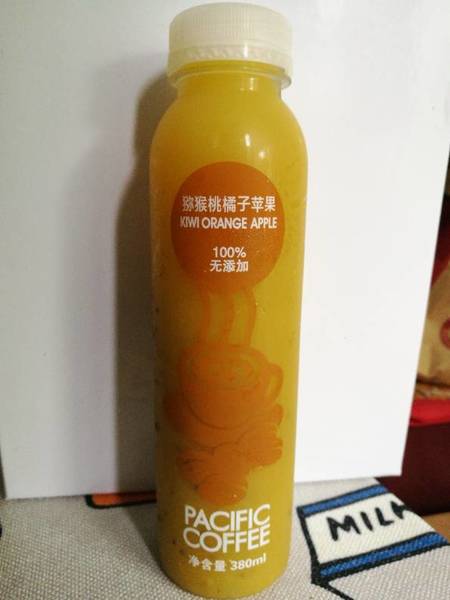 猕猴桃橘子苹果
KIWI ORANGE APPLE
100%
无添加
PACIFIC
COFFEE
净含量 380ml
MILK